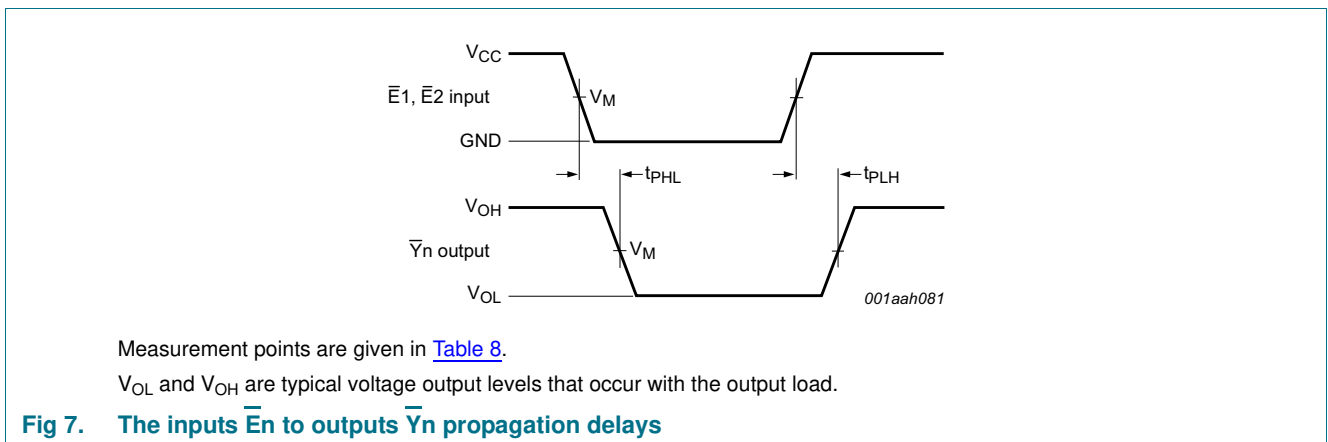 VCC
E̅1, E̅2 input
VM
GND
tPHL
tPLH
VOH
Y̅n output
VM
VOL
001aah081
Measurement points are given in Table 8.
VOL and VOH are typical voltage output levels that occur with the output load.
Fig 7. The inputs E̅n to outputs Y̅n propagation delays